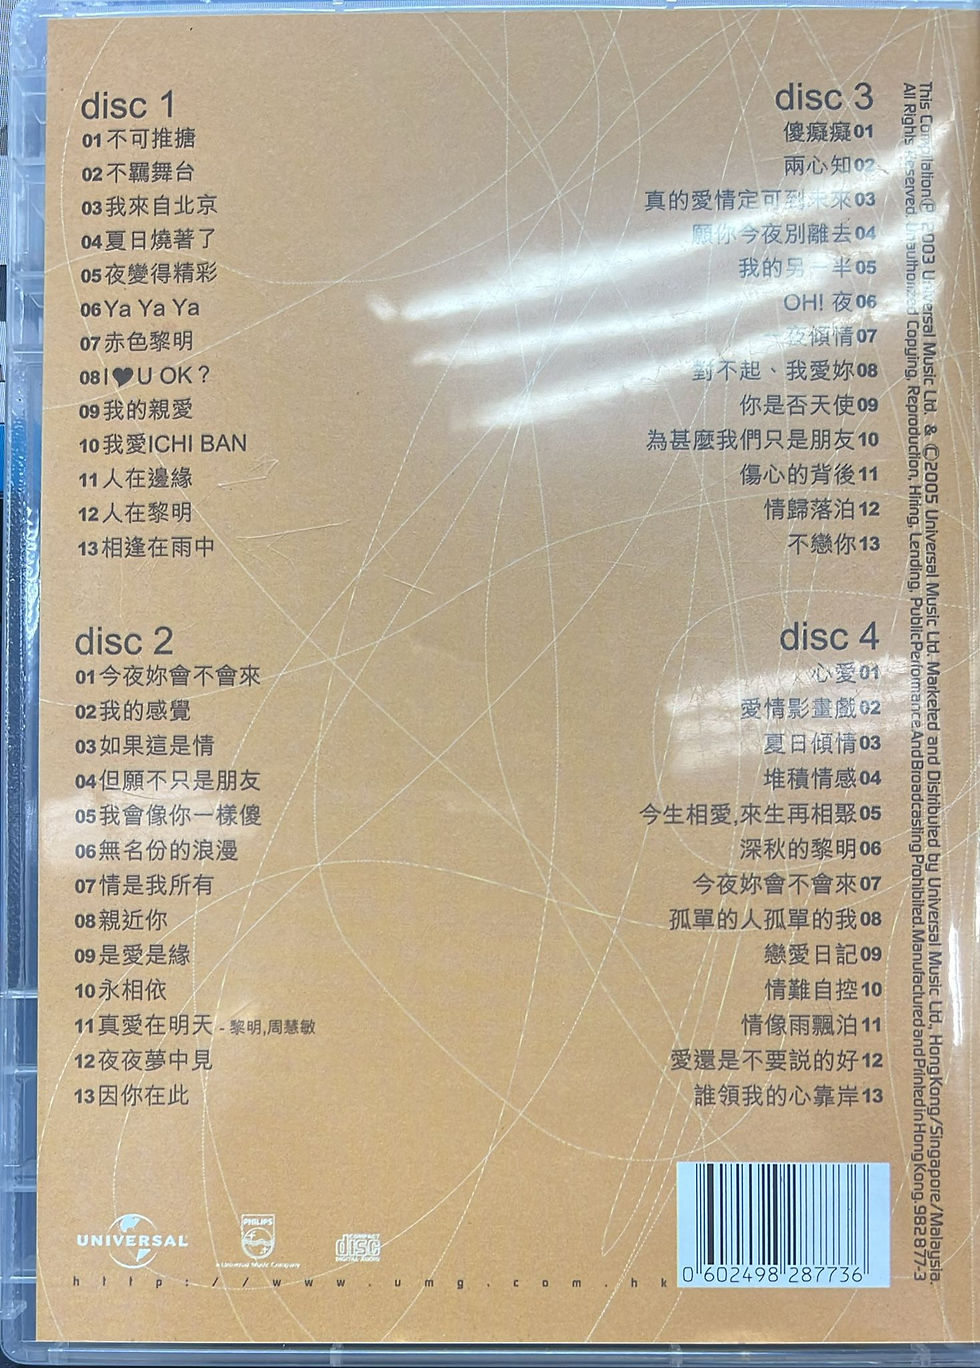 disc 1
01 不可推搪
02 不羈舞台
03 我來自北京
04 夏日燒著了
05 夜變得精彩
06 Ya Ya Ya
07 赤色黎明
08 I♥U OK？
09 我的親愛
10 我愛ICHI BAN
11 人在邊緣
12 人在黎明
13 相逢在雨中
disc 2
01 今夜妳會不會來
02 我的感覺
03 如果這是情
04 但願不只是朋友
05 我會像你一樣傻
06 無名份的浪漫
07 情是我所有
08 親近你
09 是愛是緣
10 永相依
11 真愛在明天 - 黎明,周慧敏
12 夜夜夢中見
13 因你在此
disc 3
傻癡癡 01
兩心知 02
真的愛情定可到未來 03
願你今夜別離去 04
我的另一半 05
OH! 夜 06
夜傾情 07
對不起、我愛妳 08
你是否天使 09
為甚麼我們只是朋友 10
傷心的背後 11
情歸落泊 12
不戀你 13
disc 4
心愛 01
愛情影畫戲 02
夏日傾情 03
堆積情感 04
今生相愛,來生再相聚 05
深秋的黎明 06
今夜妳會不會來 07
孤單的人孤單的我 08
戀愛日記 09
情難自控 10
情像雨飄泊 11
愛還是不要説的好 12
誰領我的心靠岸 13
This Compilation ℗ 2003 Universal Music Ltd. & ©2005 Universal Music Ltd. Marketed and Distributed by Universal Music Ltd., Hong Kong/Singapore/Malaysia.
All Rights Reserved. Unauthorized Copying, Reproduction, Hiring, Lending, Public Performance And Broadcasting Prohibited. Manufactured and Printed in Hong Kong. 982 877-3
UNIVERSAL
PHILIPS
a Universal Music Company
COMPACT
disc
DIGITAL AUDIO
http://www.umg.com.hk
0 602498 287736